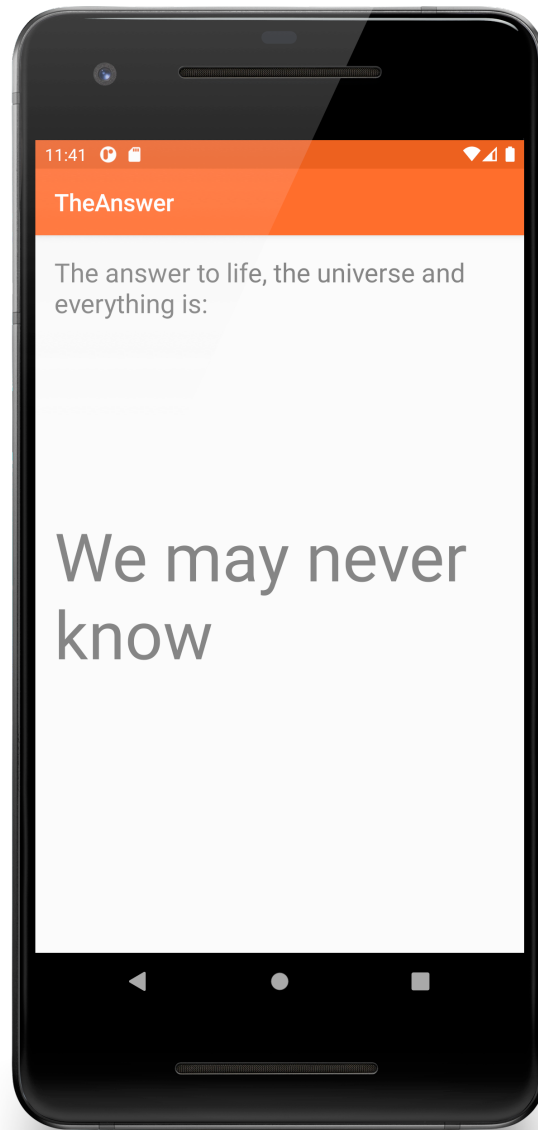 11:41
TheAnswer
The answer to life, the universe and
everything is:
We may never
know